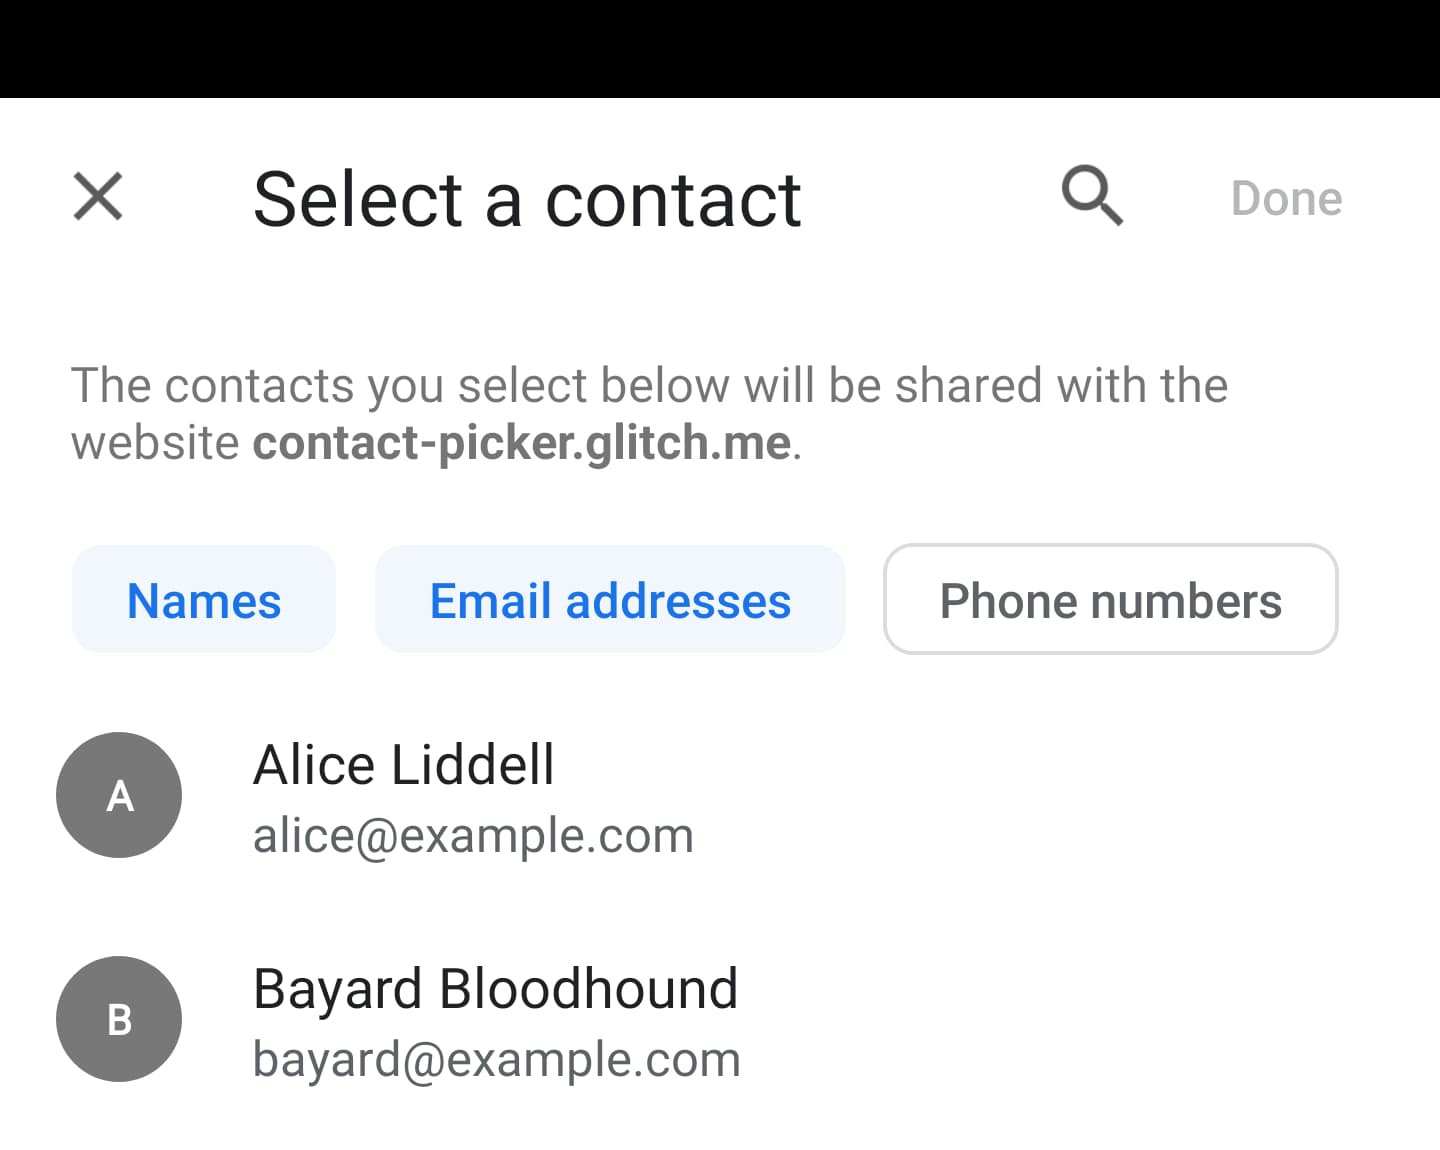 Select a contact
Done
The contacts you select below will be shared with the
website contact-picker.glitch.me.
Names
Email addresses
Phone numbers
A
Alice Liddell
alice@example.com
B
Bayard Bloodhound
bayard@example.com